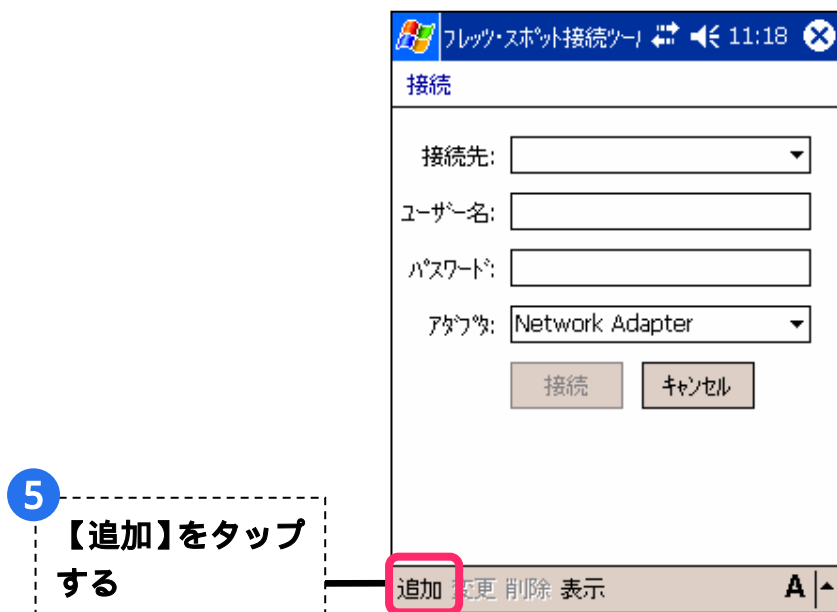 フレッツ・スポット接続ツー 11:18
接続
接続先:
ユーザー名:
パスワード:
アダプタ: Network Adapter
接続 キャンセル
5
【追加】をタップ
する
追加 変更 削除 表示 A